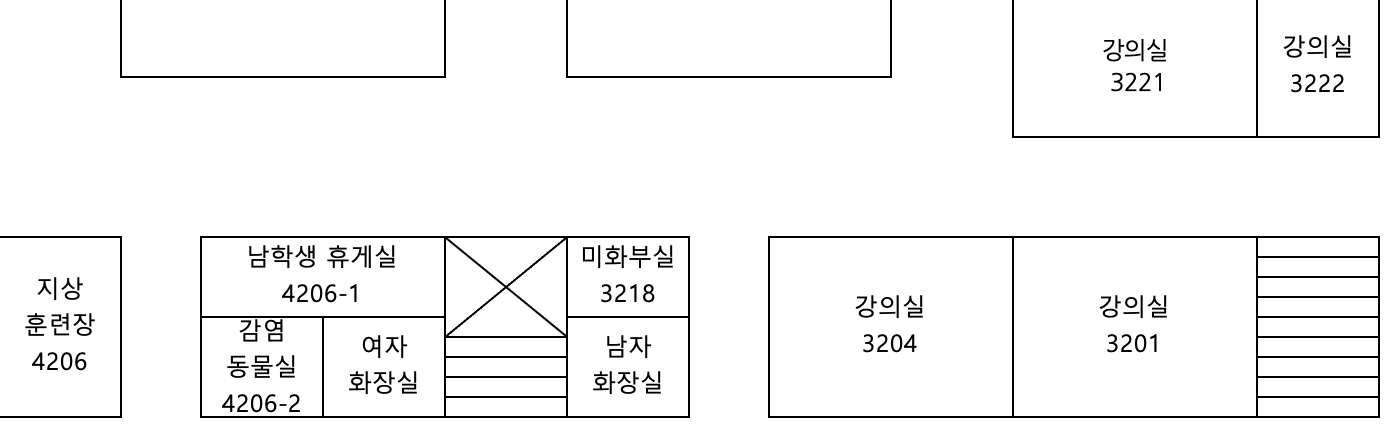 강의실
3221
강의실
3222
지상
훈련장
4206
남학생 휴게실
4206-1
감염
동물실
4206-2
여자
화장실
미화부실
3218
남자
화장실
강의실
3204
강의실
3201